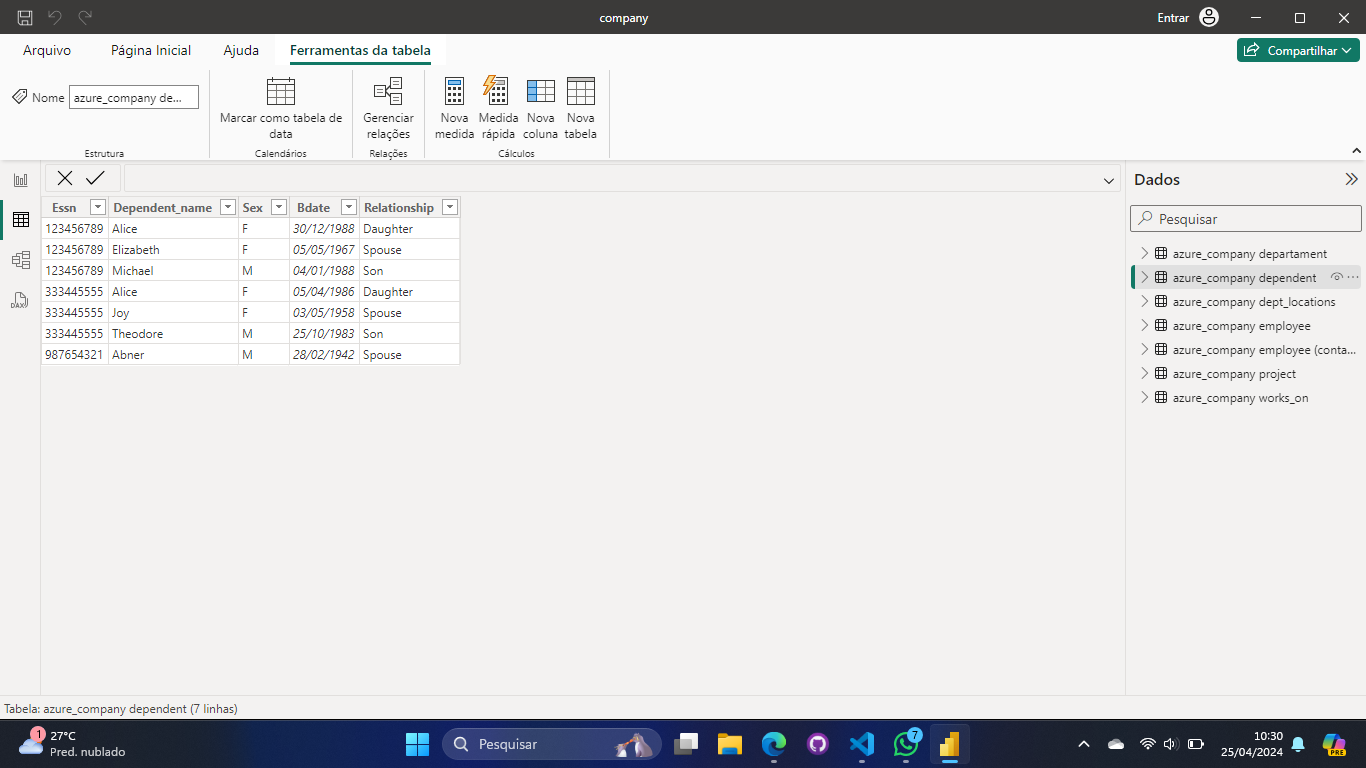 company
Entrar
Arquivo Página Inicial Ajuda Ferramentas da tabela
Compartilhar
Nome azure_company de...
Marcar como tabela de data
Gerenciar relações
Nova medida
Medida rápida
Nova coluna
Nova tabela
Estrutura Calendários Relações Cálculos
DAX
Essn Dependent_name Sex Bdate Relationship
123456789 Alice F 30/12/1988 Daughter
123456789 Elizabeth F 05/05/1967 Spouse
123456789 Michael M 04/01/1988 Son
333445555 Alice F 05/04/1986 Daughter
333445555 Joy F 03/05/1958 Spouse
333445555 Theodore M 25/10/1983 Son
987654321 Abner M 28/02/1942 Spouse
Dados
Pesquisar
azure_company departament
azure_company dependent
azure_company dept_locations
azure_company employee
azure_company employee (conta...
azure_company project
azure_company works_on
Tabela: azure_company dependent (7 linhas)
1
27°C
Pred. nublado
Pesquisar
7
10:30
25/04/2024
PRE